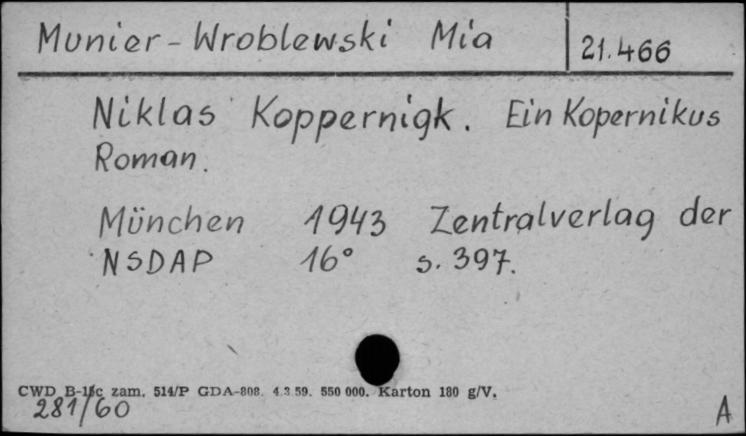 Munier-Wroblewski Mia 21.466
Niklas Koppernigk. Ein Kopernikus
Roman.
München 1943 Zentralverlag der
NSDAP 16° s. 397.
CWD B-18c zam. 514/P GDA-808. 4.3 59. 550 000. Karton 180 g/V.
281/60 A